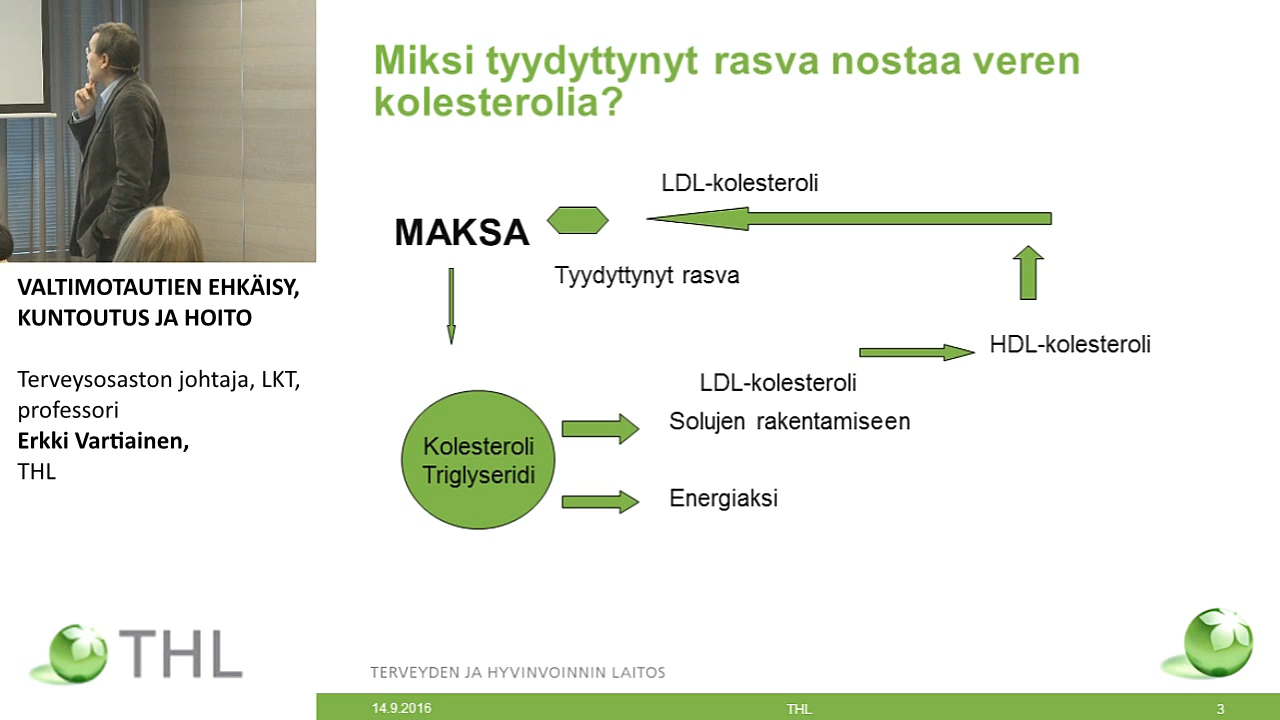 VALTIMOTAUTIEN EHKÄISY,
KUNTOUTUS JA HOITO
Terveysosaston johtaja, LKT,
professori
Erkki Vartiainen,
THL
THL
Miksi tyydyttynyt rasva nostaa veren
kolesterolia?
LDL-kolesteroli
MAKSA
Tyydyttynyt rasva
HDL-kolesteroli
LDL-kolesteroli
Solujen rakentamiseen
Kolesteroli
Triglyseridi
Energiaksi
TERVEYDEN JA HYVINVOINNIN LAITOS
14.9.2016
THL
3